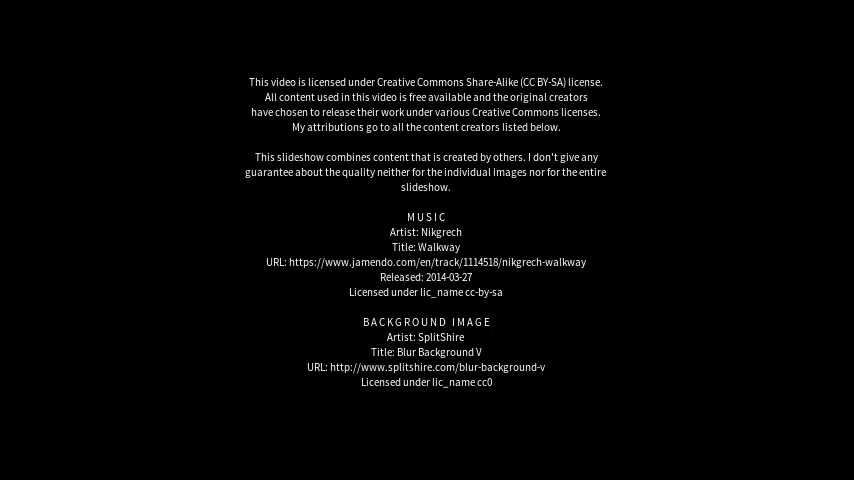 This video is licensed under Creative Commons Share-Alike (CC BY-SA) license.
All content used in this video is free available and the original creators
have chosen to release their work under various Creative Commons licenses.
My attributions go to all the content creators listed below.
This slideshow combines content that is created by others. I don't give any
guarantee about the quality neither for the individual images nor for the entire
slideshow.
MUSIC
Artist: Nikgrech
Title: Walkway
URL: https://www.jamendo.com/en/track/1114518/nikgrech-walkway
Released: 2014-03-27
Licensed under lic_name cc-by-sa
BACKGROUND IMAGE
Artist: SplitShire
Title: Blur Background V
URL: http://www.splitshire.com/blur-background-v
Licensed under lic_name cc0